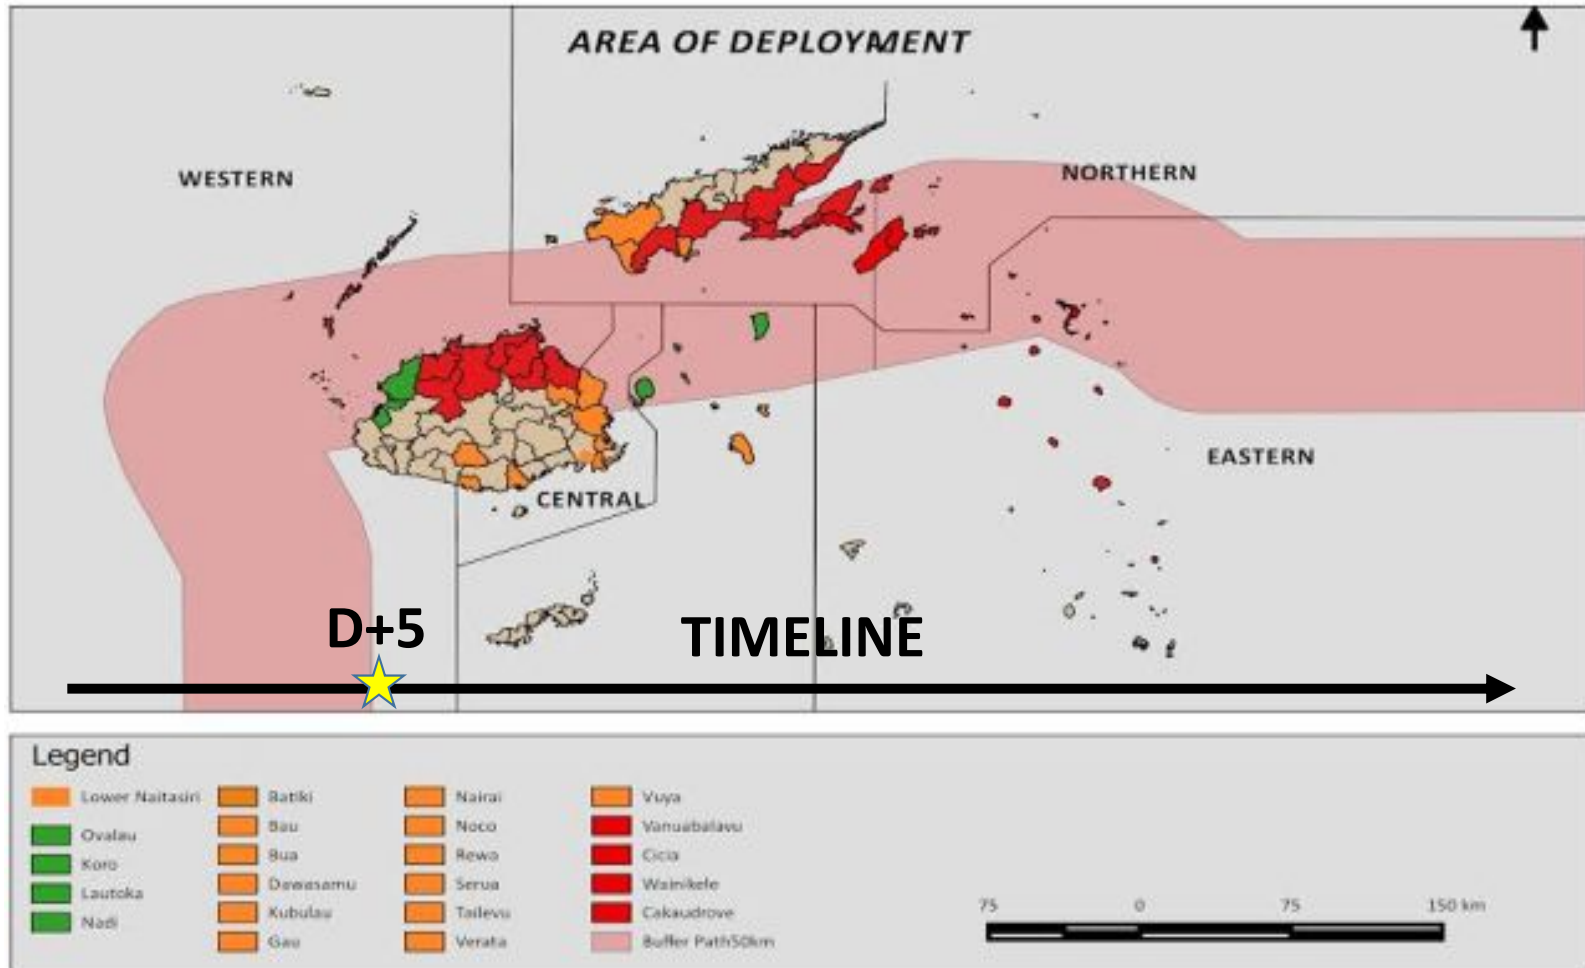 AREA OF DEPLOYMENT
WESTERN
NORTHERN
EASTERN
CENTRAL
D+5
TIMELINE
Legend
Lower Naitasiri
Ovalau
Koro
Lautoka
Nadi
Batiki
Bau
Bua
Dawasamu
Kubulau
Gau
Nairai
Noco
Rewa
Serua
Tailevu
Verata
Vuya
Vanuabalavu
Cicia
Wainikele
Cakaudrove
Buffer Path50km
75 0 75 150 km